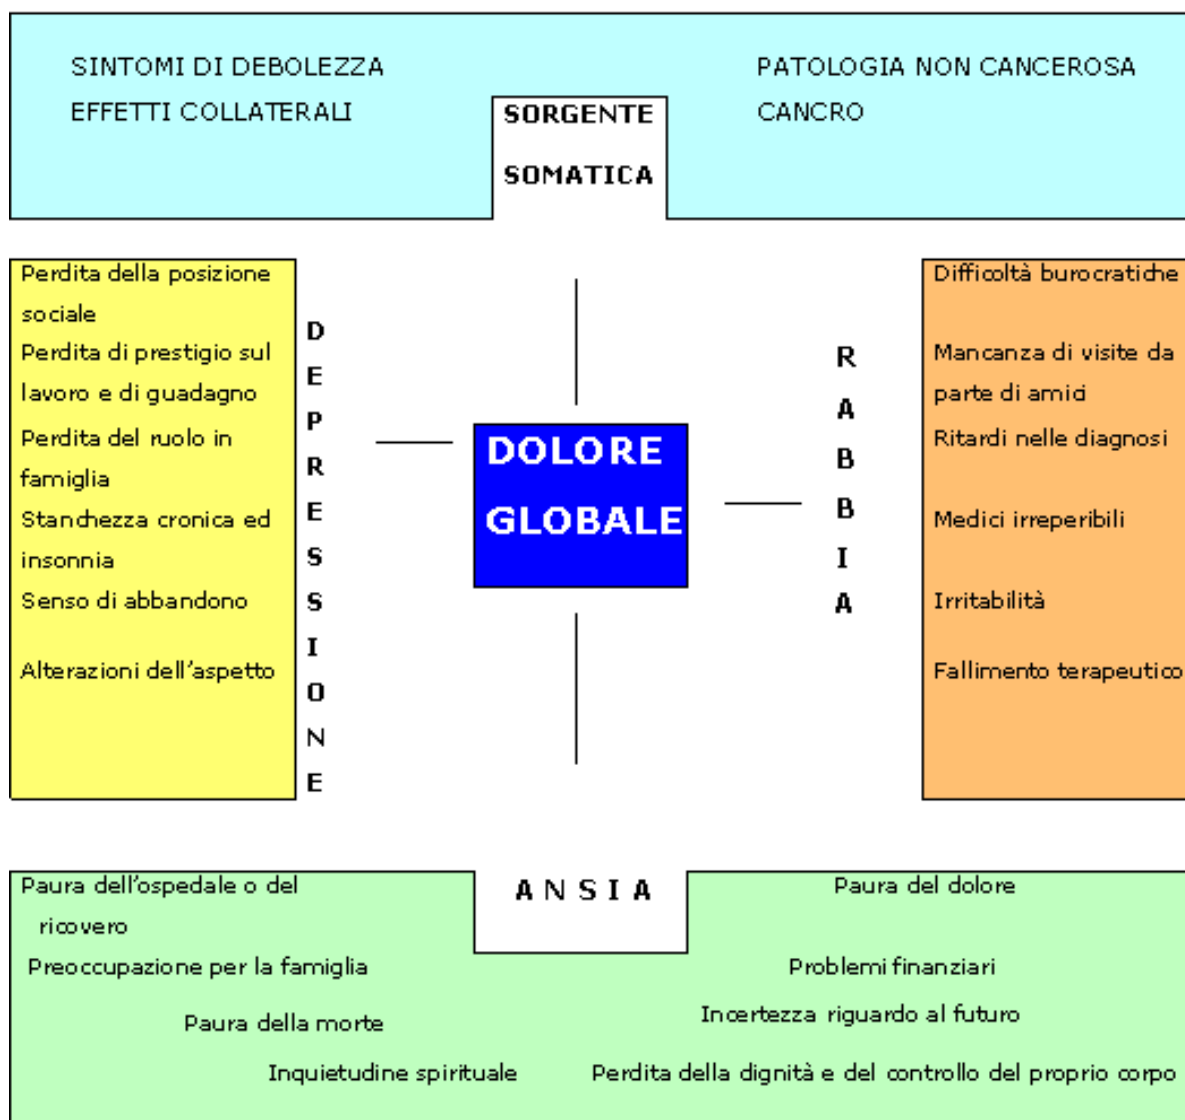 SINTOMI DI DEBOLEZZA
EFFETTI COLLATERALI
PATOLOGIA NON CANCEROSA
CANCRO
SORGENTE
SOMATICA
Perdita della posizione
sociale
Perdita di prestigio sul
lavoro e di guadagno
Perdita del ruolo in
famiglia
Stanchezza cronica ed
insonnia
Senso di abbandono
Alterazioni dell'aspetto
DEPRESSIONE
DOLORE
GLOBALE
RABBIA
Difficoltà burocratiche
Mancanza di visite da
parte di amici
Ritardi nelle diagnosi
Medici irreperibili
Irritabilità
Fallimento terapeutico
ANSIA
Paura dell'ospedale o del
ricovero
Preoccupazione per la famiglia
Paura della morte
Inquietudine spirituale
Paura del dolore
Problemi finanziari
Incertezza riguardo al futuro
Perdita della dignità e del controllo del proprio corpo